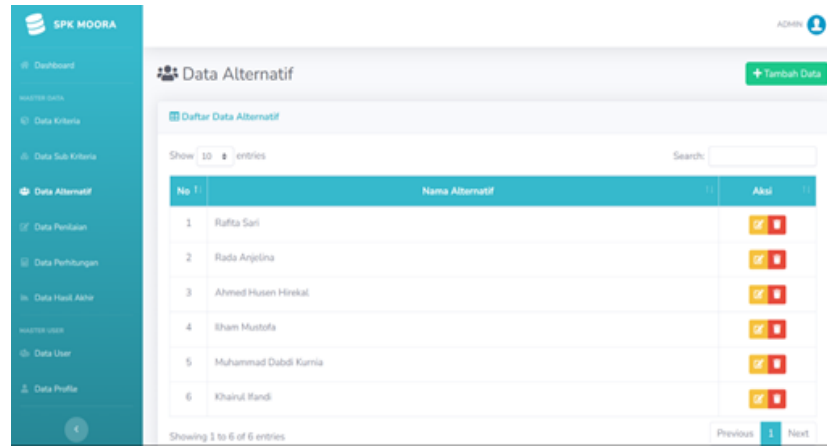 SPK MOORA
ADMIN
Dashboard
Data Alternatif
+ Tambah Data
MASTER DATA
Data Kriteria
Daftar Data Alternatif
Data Sub Kriteria
Show 10 entries
Search:
Data Alternatif
No Nama Alternatif Aksi
1 Rafita Sari
Data Penilaian
2 Rada Anjelina
Data Perhitungan
3 Ahmed Husen Hirekal
Data Hasil Akhir
4 Ilham Mustofa
MASTER USER
Data User
5 Muhammad Dabdi Kurnia
Data Profile
6 Khairul Ifandi
Showing 1 to 6 of 6 entries
Previous 1 Next